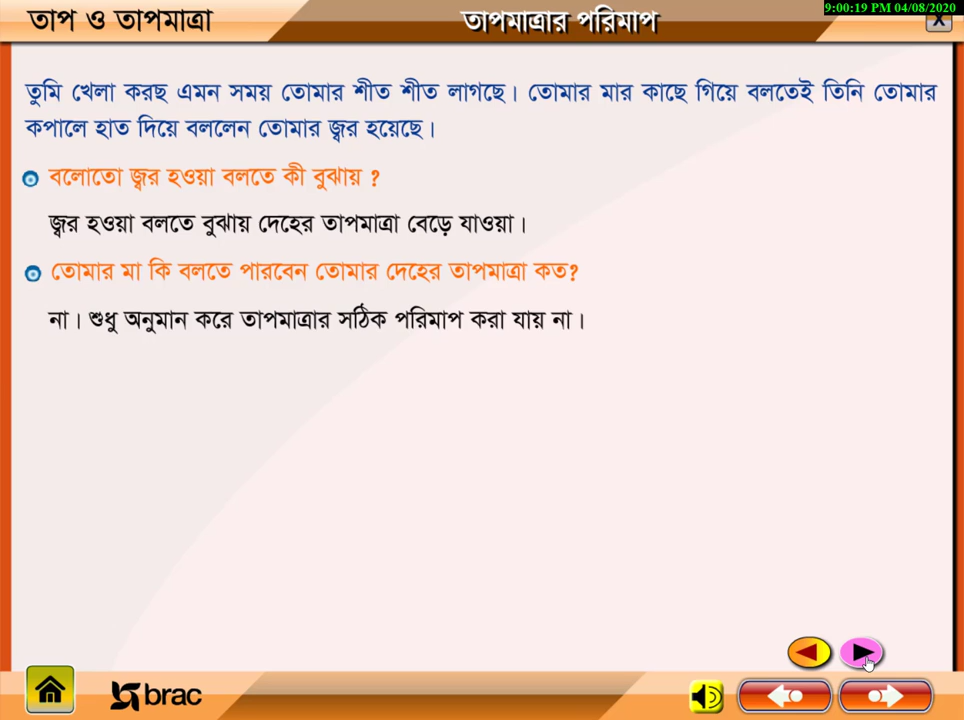 তাপ ও তাপমাত্রা
তাপমাত্রার পরিমাপ
9:00:19 PM 04/08/2020
X
তুমি খেলা করছ এমন সময় তোমার শীত শীত লাগছে। তোমার মার কাছে গিয়ে বলতেই তিনি তোমার
কপালে হাত দিয়ে বললেন তোমার জ্বর হয়েছে।
বলোতো জ্বর হওয়া বলতে কী বুঝায় ?
জ্বর হওয়া বলতে বুঝায় দেহের তাপমাত্রা বেড়ে যাওয়া।
তোমার মা কি বলতে পারবেন তোমার দেহের তাপমাত্রা কত?
না। শুধু অনুমান করে তাপমাত্রার সঠিক পরিমাপ করা যায় না।
brac